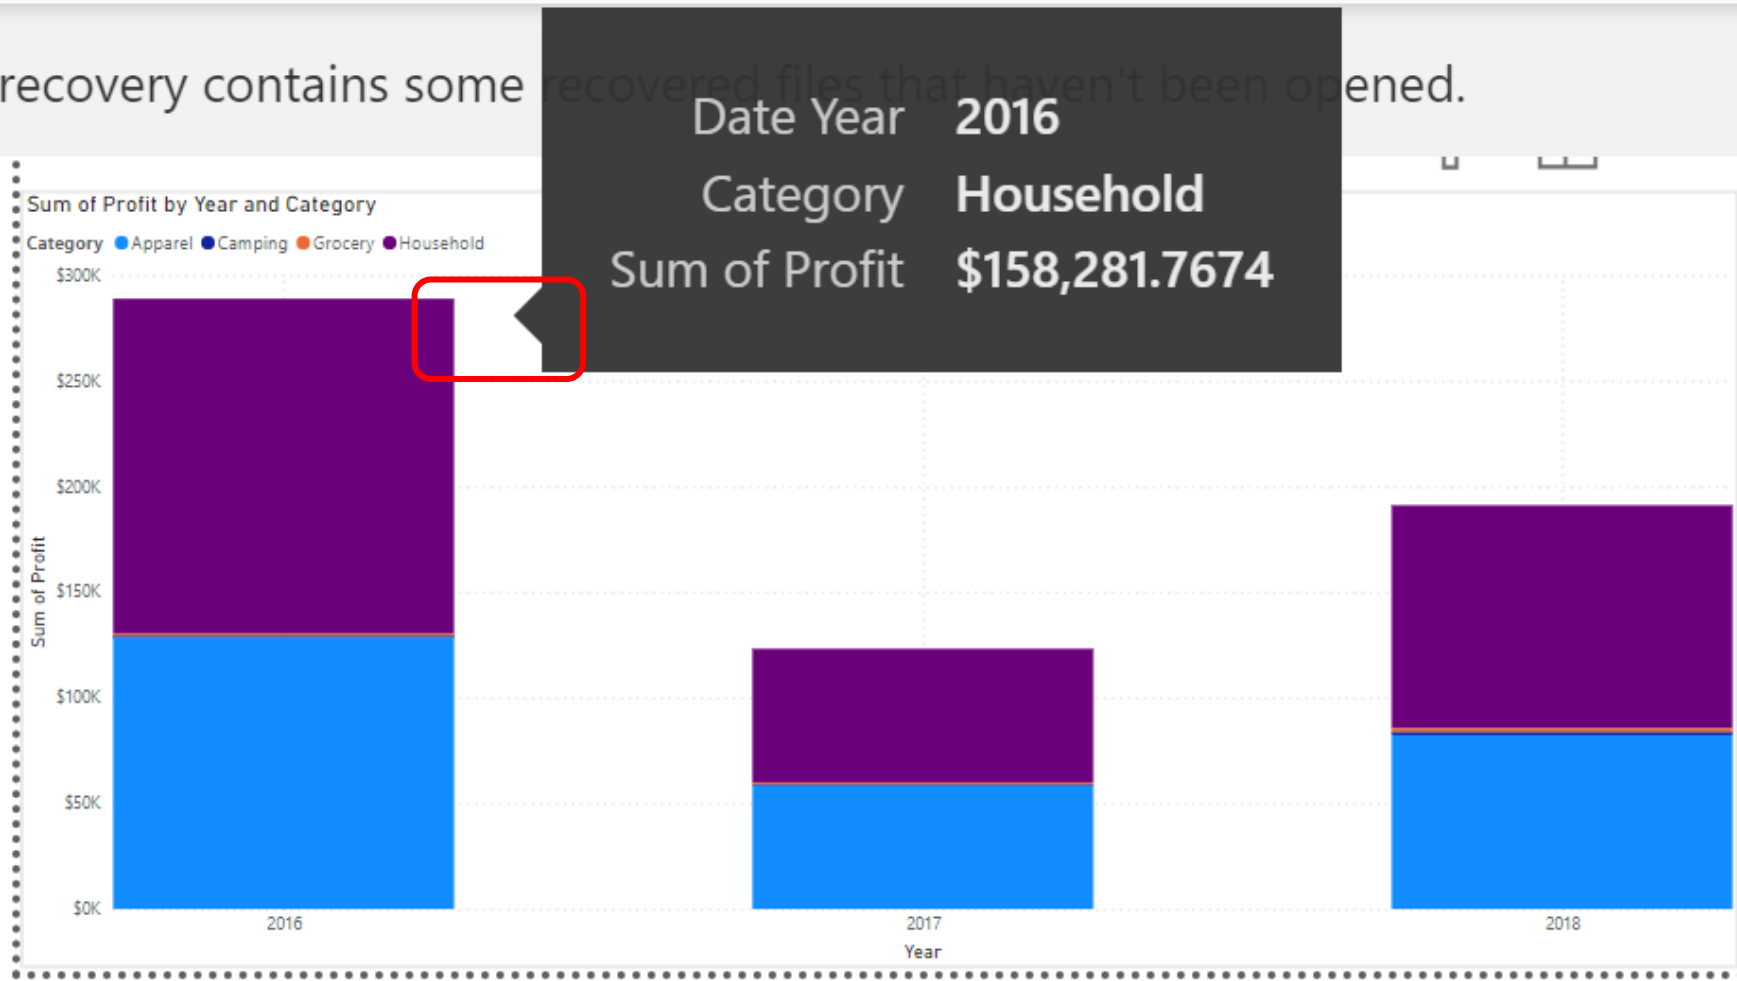 recovery contains some recovered files that haven't been opened.
Date Year 2016
Category Household
Sum of Profit $158,281.7674
Sum of Profit by Year and Category
Category Apparel Camping Grocery Household
$300K
$250K
$200K
$150K
$100K
$50K
$0K
Sum of Profit
2016 2017 2018
Year